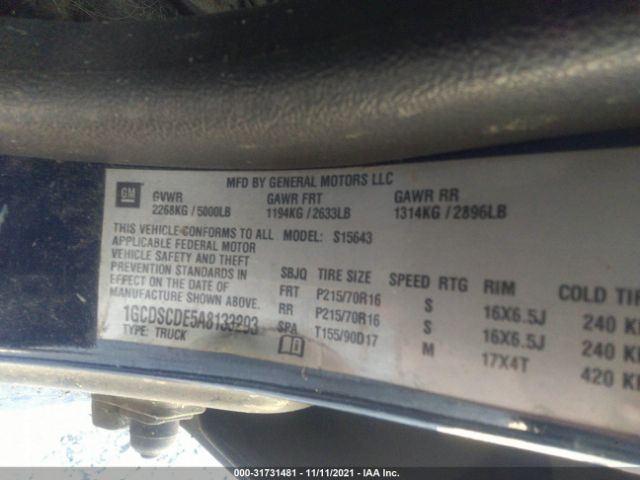 MFD BY GENERAL MOTORS LLC
GM
GVWR GAWR FRT GAWR RR
2268KG / 5000LB 1194KG / 2633LB 1314KG / 2896LB
THIS VEHICLE CONFORMS TO ALL MODEL: S15643
APPLICABLE FEDERAL MOTOR
VEHICLE SAFETY AND THEFT
PREVENTION STANDARDS IN
EFFECT ON THE DATE OF
MANUFACTURE SHOWN ABOVE.
1GCDSCDE5A8133293
TYPE: TRUCK
SBJQ TIRE SIZE SPEED RTG RIM COLD TI
FRT P215/70R16 S 16X6.5J 240 K
RR P215/70R16 S 16X6.5J 240 K
SPA T155/90D17 M 17X4T 420 K
000-31731481 - 11/11/2021 - IAA Inc.